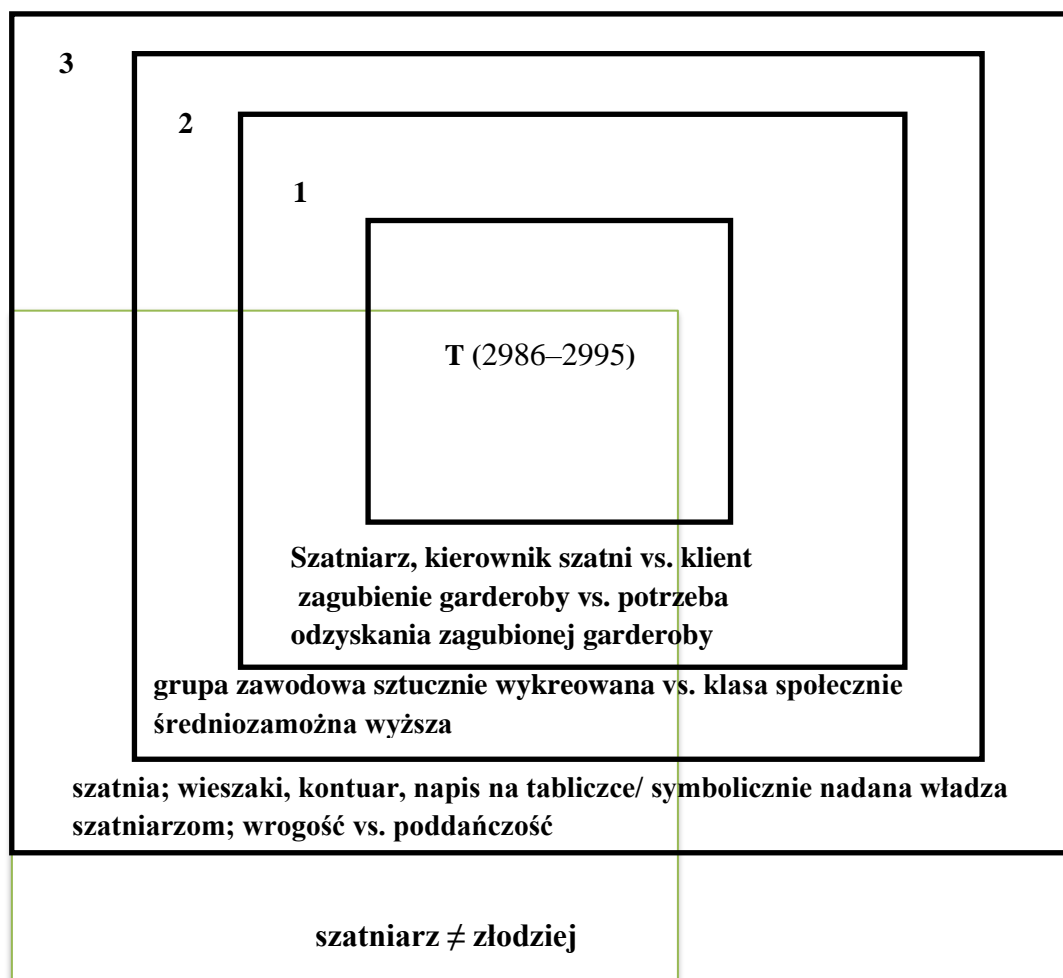 3
2
1
T (2986–2995)
Szatniarz, kierownik szatni vs. klient
zagubienie garderoby vs. potrzeba
odzyskania zagubionej garderoby
grupa zawodowa sztucznie wykreowana vs. klasa społecznie
średniozamożna wyższa
szatnia; wieszaki, kontuar, napis na tabliczce/ symbolicznie nadana władza
szatniarzom; wrogość vs. poddańczość
szatniarz ≠ złodziej